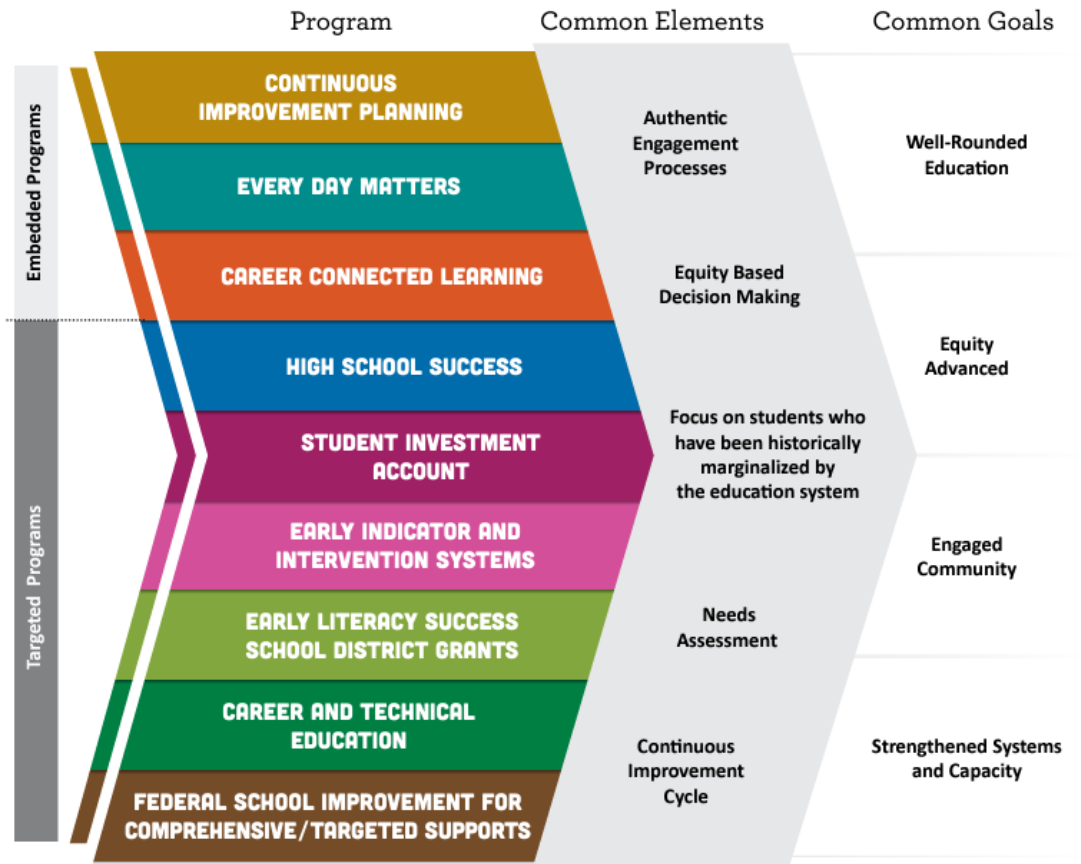 Program
Common Elements
Common Goals
Embedded Programs
Targeted Programs
CONTINUOUS
IMPROVEMENT PLANNING
EVERY DAY MATTERS
CAREER CONNECTED LEARNING
HIGH SCHOOL SUCCESS
STUDENT INVESTMENT
ACCOUNT
EARLY INDICATOR AND
INTERVENTION SYSTEMS
EARLY LITERACY SUCCESS
SCHOOL DISTRICT GRANTS
CAREER AND TECHNICAL
EDUCATION
FEDERAL SCHOOL IMPROVEMENT FOR
COMPREHENSIVE/TARGETED SUPPORTS
Authentic
Engagement
Processes
Equity Based
Decision Making
Focus on students who
have been historically
marginalized by
the education system
Needs
Assessment
Continuous
Improvement
Cycle
Well-Rounded
Education
Equity
Advanced
Engaged
Community
Strengthened Systems
and Capacity